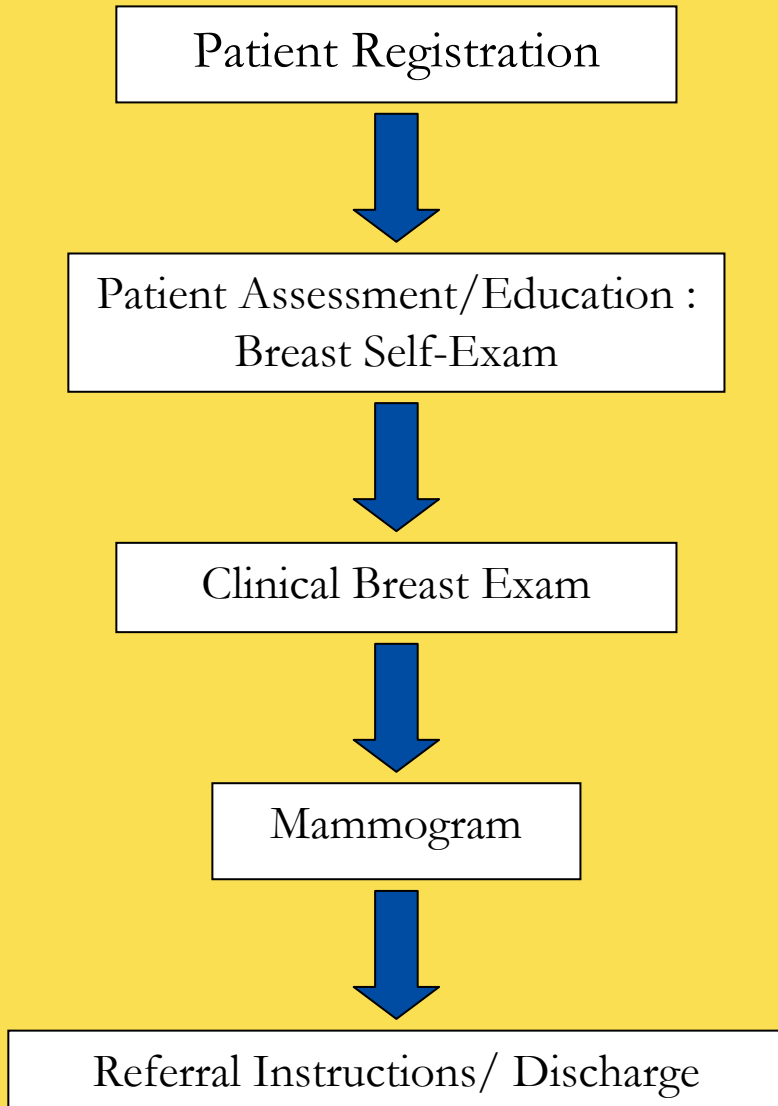 Patient Registration
Patient Assessment/Education :
Breast Self-Exam
Clinical Breast Exam
Mammogram
Referral Instructions/ Discharge